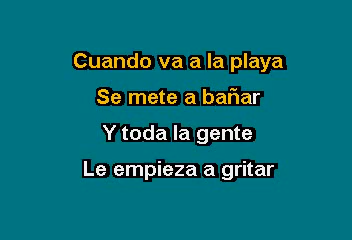 Cuando va a la playa
Se mete a bañar
Y toda la gente
Le empieza a gritar